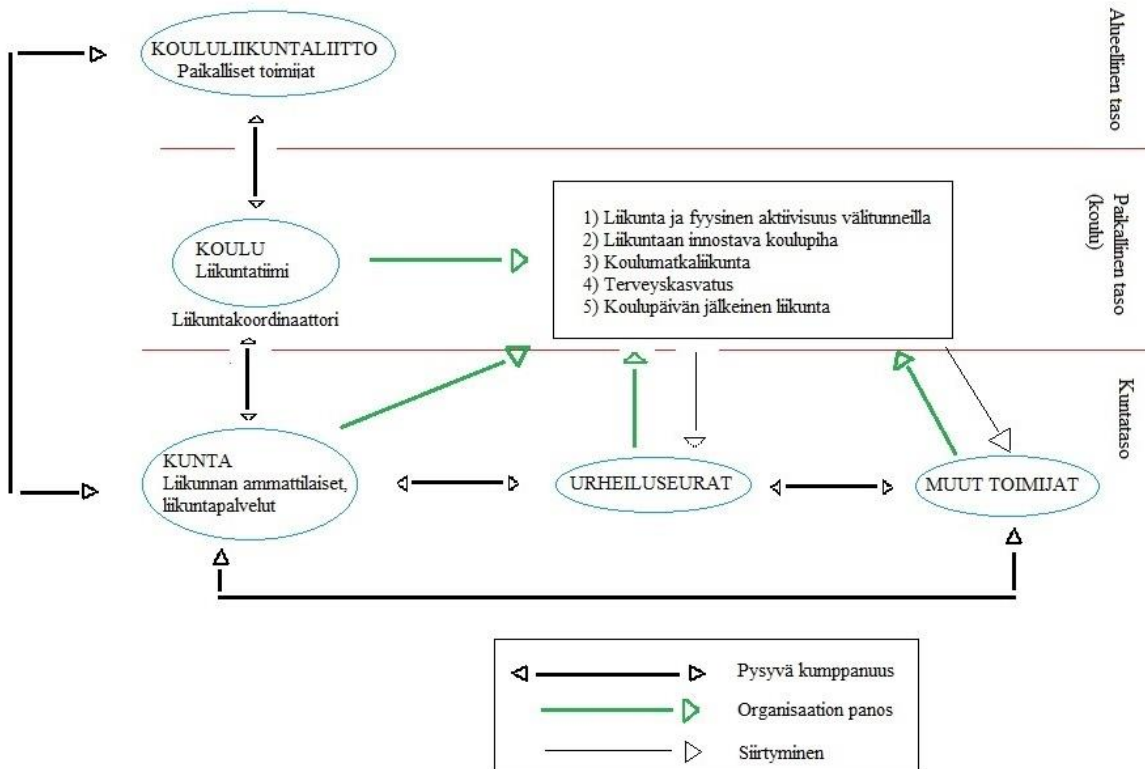 KOULULIIKUNTALIITTO
Paikalliset toimijat
Alueellinen taso
KOULU
Liikuntatiimi
Liikuntakoordinaattori
1) Liikunta ja fyysinen aktiivisuus välitunneilla
2) Liikuntaan innostava koulupiha
3) Koulumatkaliikunta
4) Terveyskasvatus
5) Koulupäivän jälkeinen liikunta
Paikallinen taso
(koulu)
KUNTA
Liikunnan ammattilaiset,
liikuntapalvelut
URHEILUSEURAT
MUUT TOIMIJAT
Kuntataso
Pysyvä kumppanuus
Organisaation panos
Siirtyminen